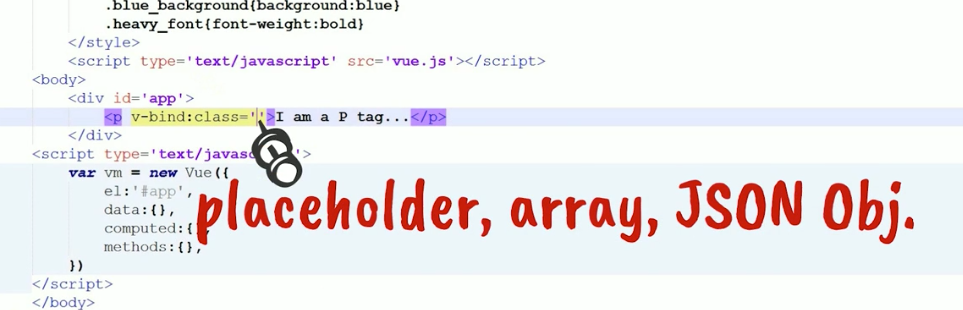 .blue_background{background:blue}
.heavy_font{font-weight:bold}
</style>
<script type='text/javascript' src='vue.js'></script>
<body>
<div id='app'>
<p v-bind:class=''>I am a P tag...</p>
</div>
<script type='text/javas '>
var vm = new Vue({
el:'#app',
data:{},
placeholder, array, JSON Obj.
computed:{
methods:{},
})
</script>
</body>